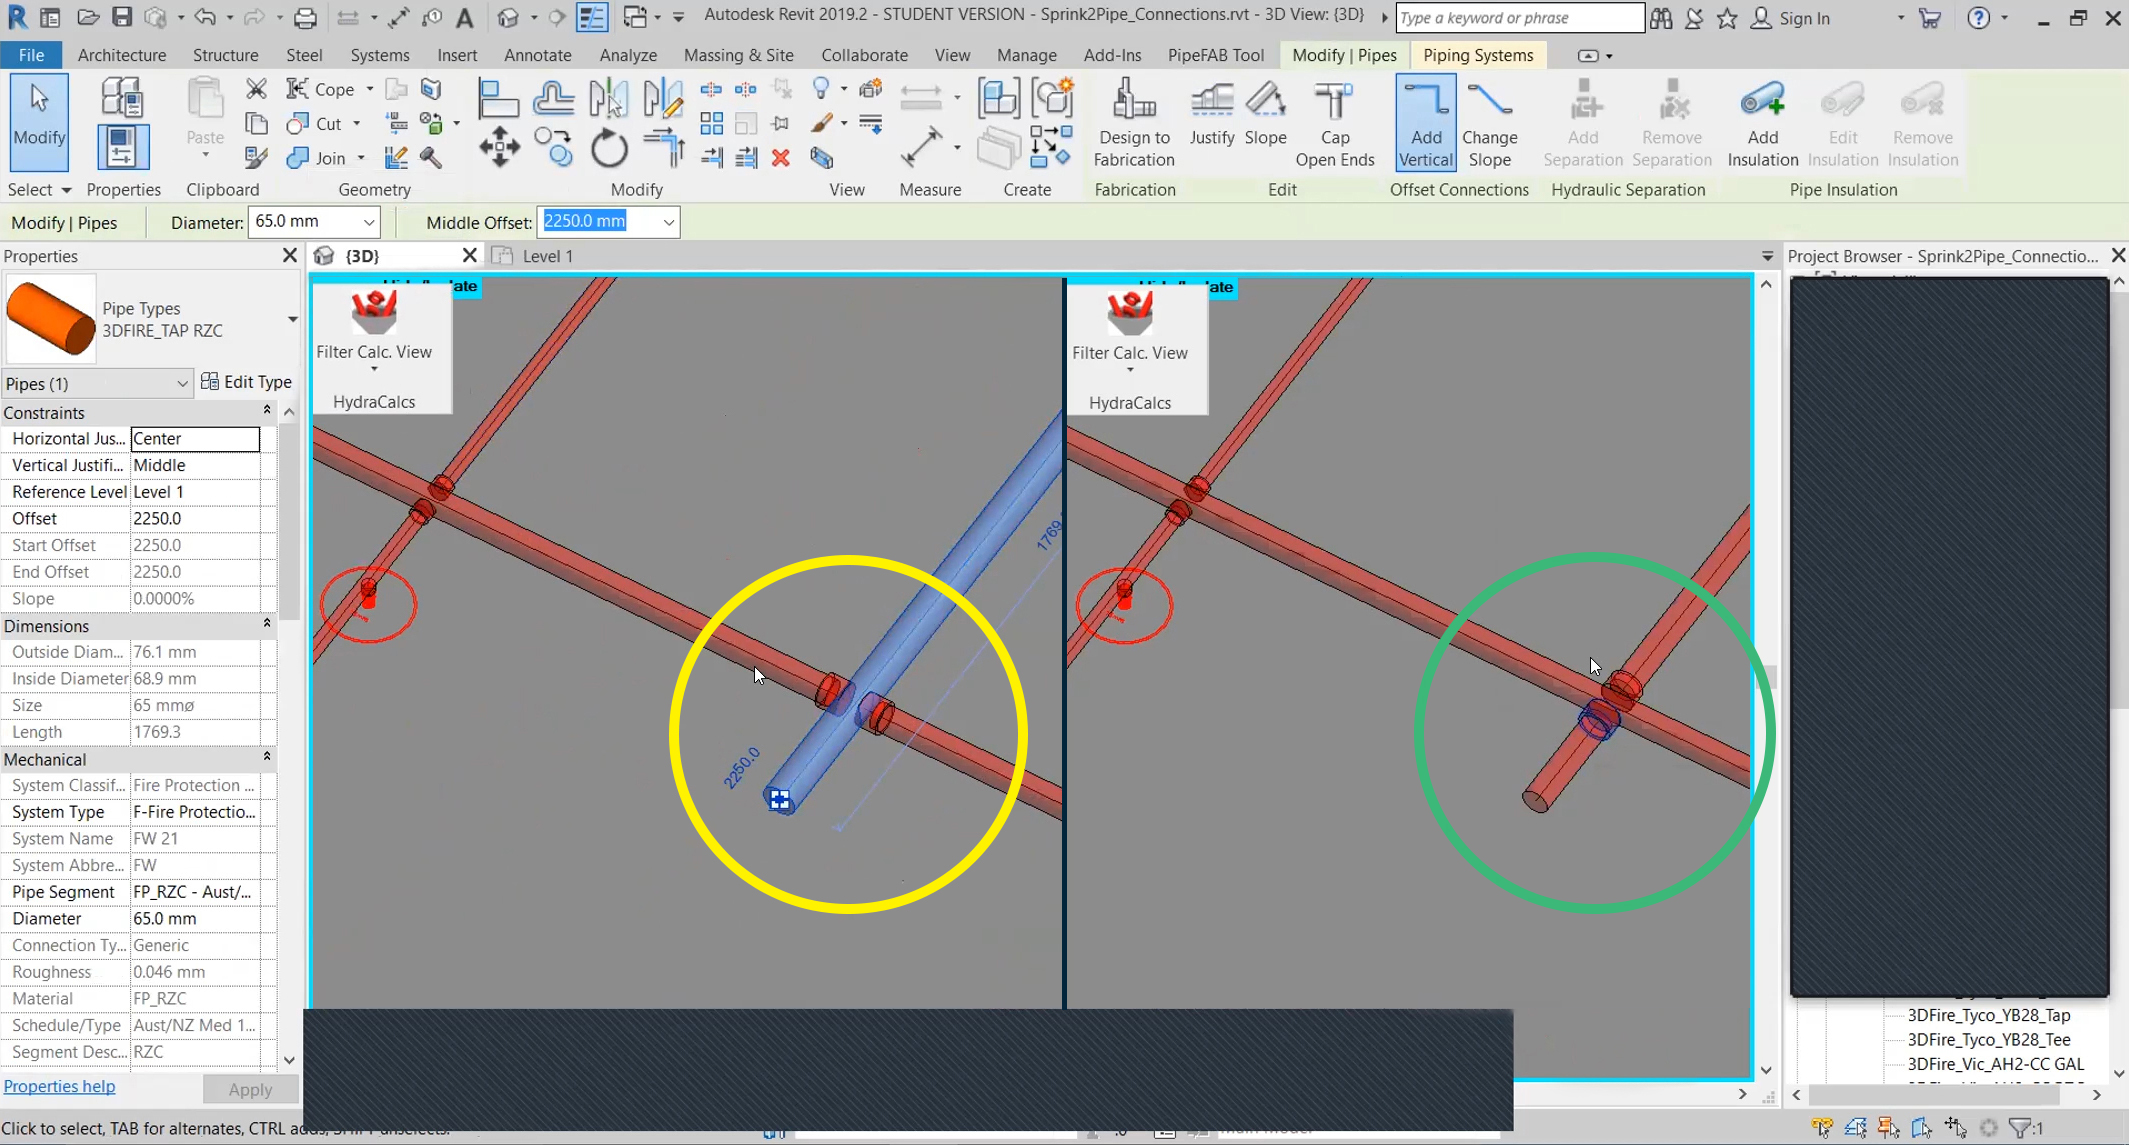 Autodesk Revit 2019.2 - STUDENT VERSION - Sprink2Pipe_Connections.rvt - 3D View: {3D}
Type a keyword or phrase
Sign In
File Architecture Structure Steel Systems Insert Annotate Analyze Massing & Site Collaborate View Manage Add-Ins PipeFAB Tool Modify | Pipes Piping Systems
Modify
Paste
Cope
Cut
Join
Design to Fabrication
Justify
Slope
Cap Open Ends
Add Vertical
Change Slope
Add Separation
Remove Separation
Add Insulation
Edit Insulation
Remove Insulation
Select Properties Clipboard Geometry Modify View Measure Create Fabrication Edit Offset Connections Hydraulic Separation Pipe Insulation
Modify | Pipes Diameter: 65.0 mm Middle Offset: 2250.0 mm
Properties
{3D}
Level 1
Project Browser - Sprink2Pipe_Connectio...
Pipe Types
3DFIRE_TAP RZC
Pipes (1) Edit Type
Constraints
Horizontal Jus... Center
Vertical Justifi... Middle
Reference Level Level 1
Offset 2250.0
Start Offset 2250.0
End Offset 2250.0
Slope 0.0000%
Dimensions
Outside Diam... 76.1 mm
Inside Diameter 68.9 mm
Size 65 mmø
Length 1769.3
Mechanical
System Classif... Fire Protection ...
System Type F-Fire Protectio...
System Name FW 21
System Abbre... FW
Pipe Segment FP_RZC - Aust/...
Diameter 65.0 mm
Connection Ty... Generic
Roughness 0.046 mm
Material FP_RZC
Schedule/Type Aust/NZ Med 1...
Segment Desc... RZC
Properties help Apply
Filter Calc. View
HydraCalcs
1769.
2250.0
Filter Calc. View
HydraCalcs
3DFire_Tyco_YB28_Tap
3DFire_Tyco_YB28_Tee
3DFire_Vic_AH2-CC GAL
Click to select, TAB for alternates, CTRL adds, SHIFT unselects.
:1